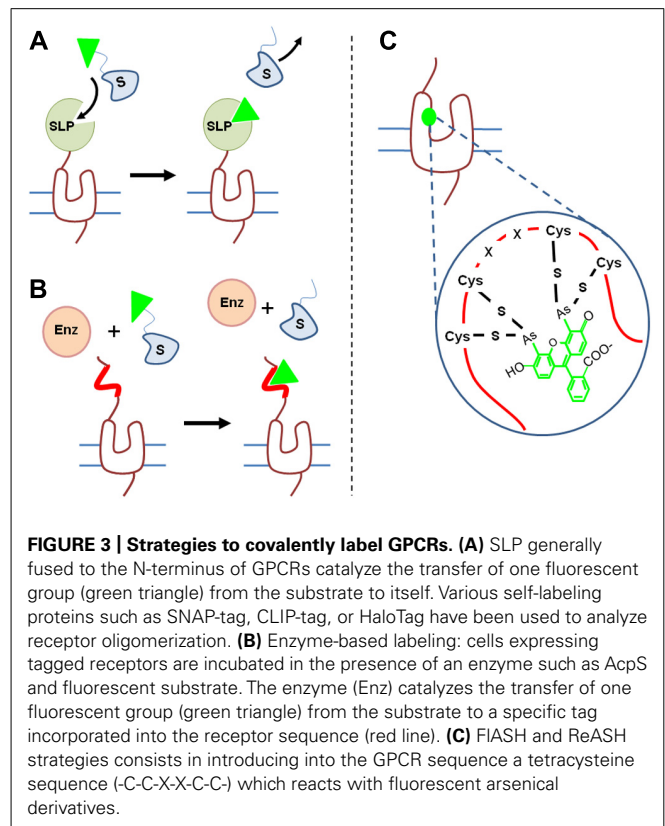 A
S
SLP
S
SLP
B
Enz
+
S
Enz
+
S
C
X X Cys
Cys
Cys
S
S
S
As
Cys
S
As
O
O
HO
COO-
FIGURE 3 | Strategies to covalently label GPCRs. (A) SLP generally
fused to the N-terminus of GPCRs catalyze the transfer of one fluorescent
group (green triangle) from the substrate to itself. Various self-labeling
proteins such as SNAP-tag, CLIP-tag, or HaloTag have been used to analyze
receptor oligomerization. (B) Enzyme-based labeling: cells expressing
tagged receptors are incubated in the presence of an enzyme such as AcpS
and fluorescent substrate. The enzyme (Enz) catalyzes the transfer of one
fluorescent group (green triangle) from the substrate to a specific tag
incorporated into the receptor sequence (red line). (C) FlASH and ReASH
strategies consists in introducing into the GPCR sequence a tetracysteine
sequence (-C-C-X-X-C-C-) which reacts with fluorescent arsenical
derivatives.